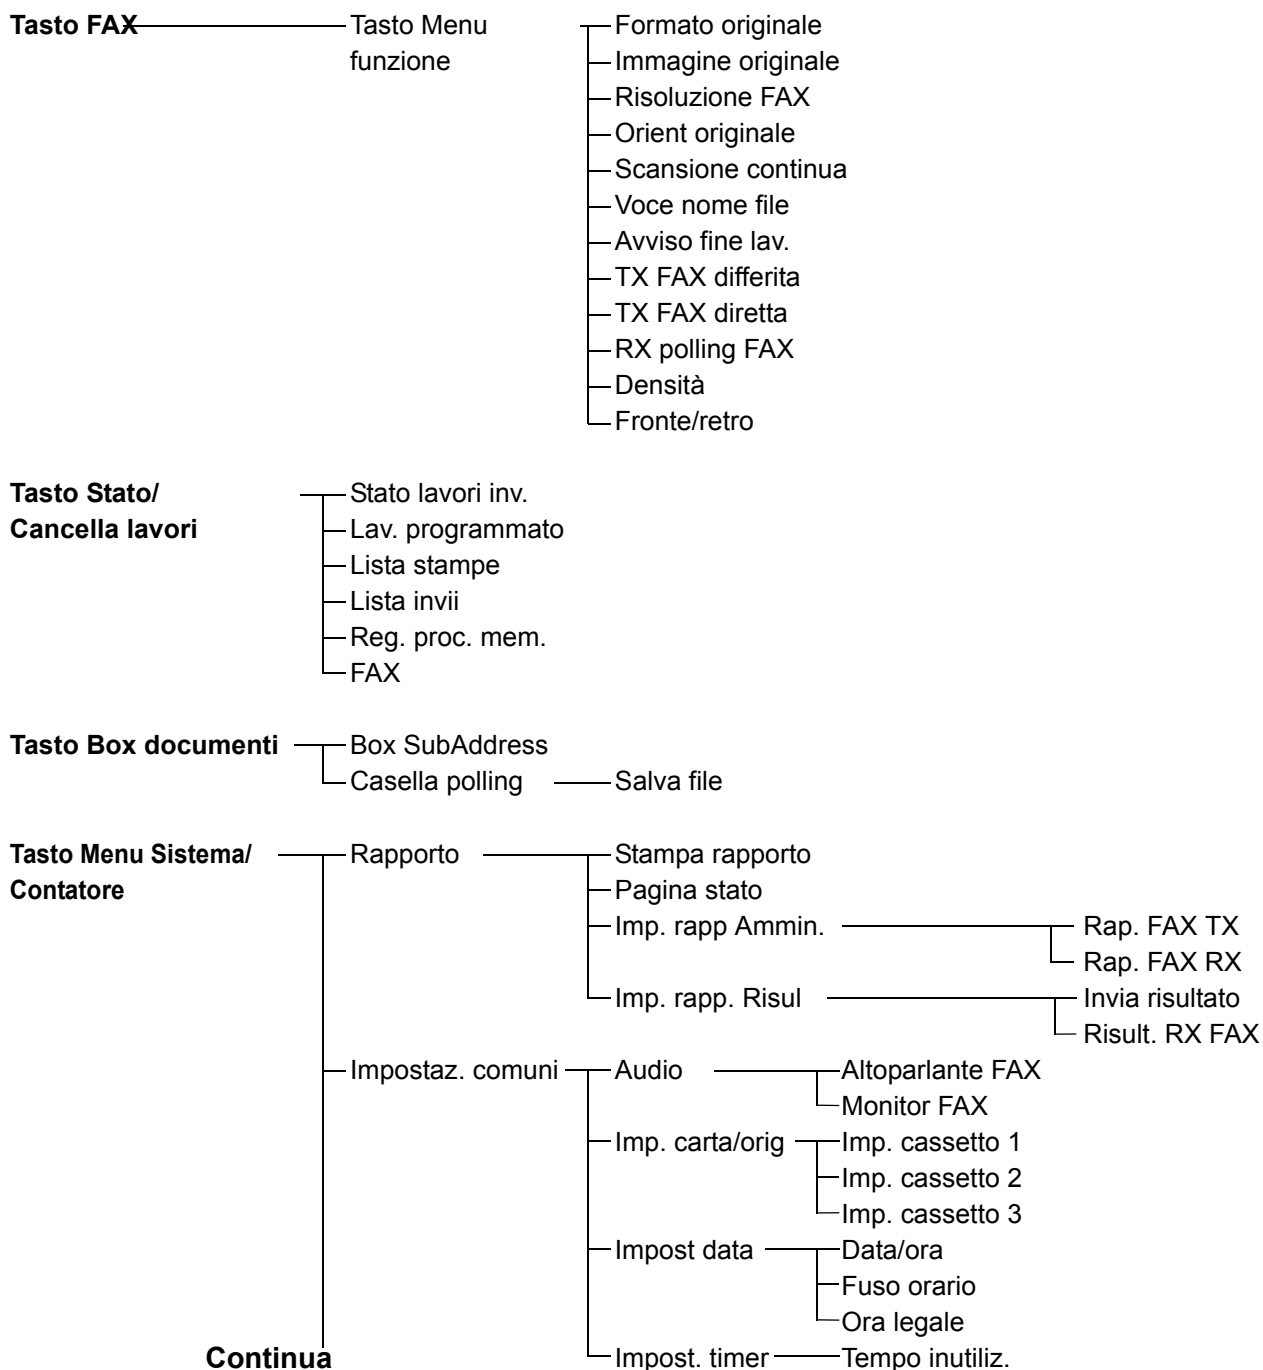 Tasto FAX
Tasto Menu
funzione
Formato originale
Immagine originale
Risoluzione FAX
Orient originale
Scansione continua
Voce nome file
Avviso fine lav.
TX FAX differita
TX FAX diretta
RX polling FAX
Densità
Fronte/retro
Tasto Stato/
Cancella lavori
Stato lavori inv.
Lav. programmato
Lista stampe
Lista invii
Reg. proc. mem.
FAX
Tasto Box documenti
Box SubAddress
Casella polling
Salva file
Tasto Menu Sistema/
Contatore
Rapporto
Stampa rapporto
Pagina stato
Imp. rapp Ammin.
Rap. FAX TX
Rap. FAX RX
Imp. rapp. Risul
Invia risultato
Risult. RX FAX
Impostaz. comuni
Audio
Altoparlante FAX
Monitor FAX
Imp. carta/orig
Imp. cassetto 1
Imp. cassetto 2
Imp. cassetto 3
Impost data
Data/ora
Fuso orario
Ora legale
Impost. timer
Tempo inutiliz.
Continua